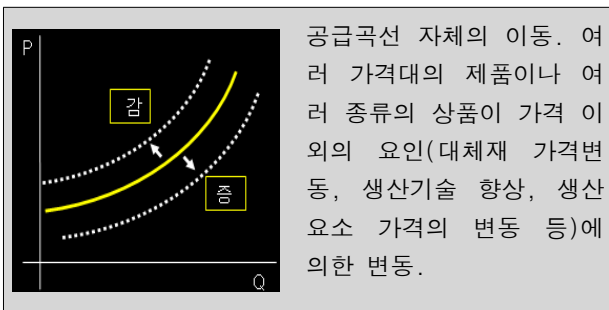 P
감
증
Q
공급곡선 자체의 이동. 여
러 가격대의 제품이나 여
러 종류의 상품이 가격 이
외의 요인(대체재 가격변
동, 생산기술 향상, 생산
요소 가격의 변동 등)에
의한 변동.